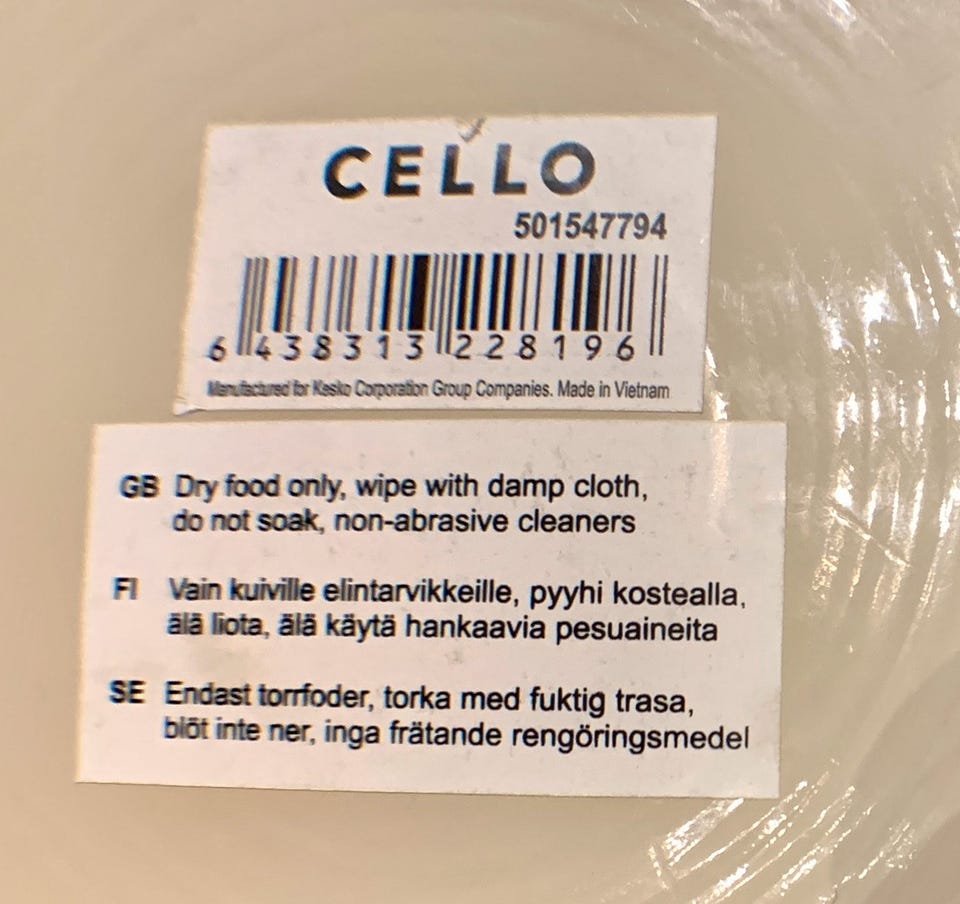 CELLO
501547794
6 438313 228196
Manufactured for Kesko Corporation Group Companies. Made in Vietnam
GB Dry food only, wipe with damp cloth,
do not soak, non-abrasive cleaners
FI Vain kuiville elintarvikkeille, pyyhi kostealla,
älä liota, älä käytä hankaavia pesuaineita
SE Endast torrfoder, torka med fuktig trasa,
blöt inte ner, inga frätande rengöringsmedel